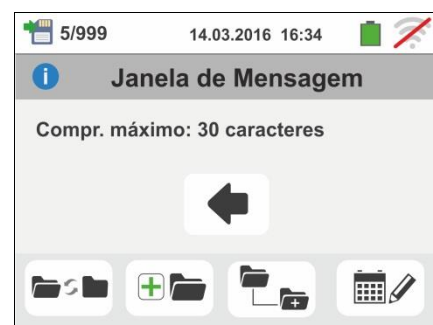 5/999 14.03.2016 16:34
Janela de Mensagem
Compr. máximo: 30 caracteres